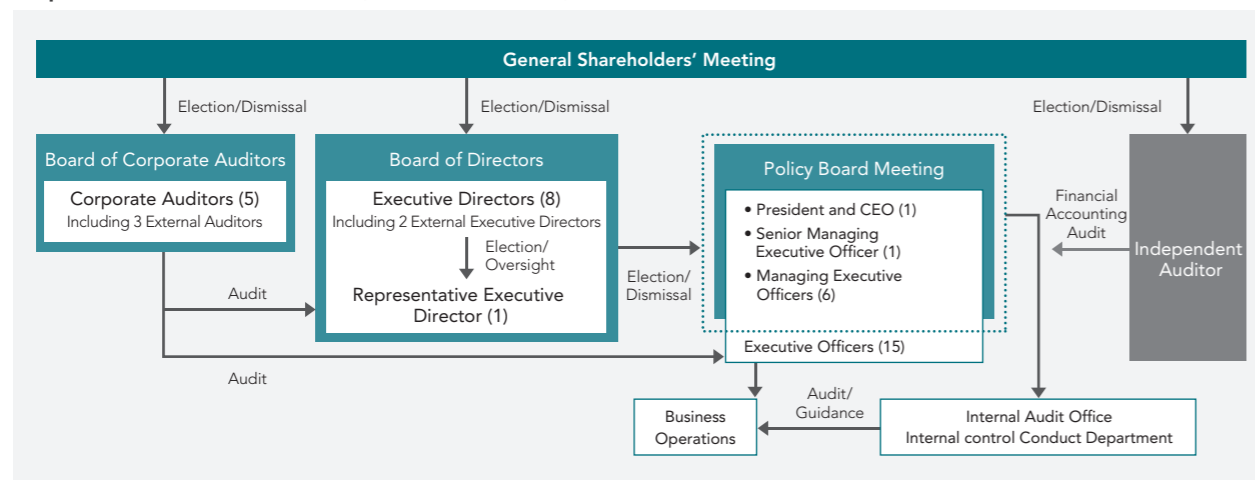 General Shareholders' Meeting
Election/Dismissal
Election/Dismissal
Election/Dismissal
Board of Corporate Auditors
Corporate Auditors (5)
Including 3 External Auditors
Board of Directors
Executive Directors (8)
Including 2 External Executive Directors
Election/
Oversight
Representative Executive
Director (1)
Audit
Audit
Election/
Dismissal
Policy Board Meeting
• President and CEO (1)
• Senior Managing
Executive Officer (1)
• Managing Executive
Officers (6)
Executive Officers (15)
Financial
Accounting
Audit
Independent
Auditor
Business
Operations
Audit/
Guidance
Internal Audit Office
Internal control Conduct Department